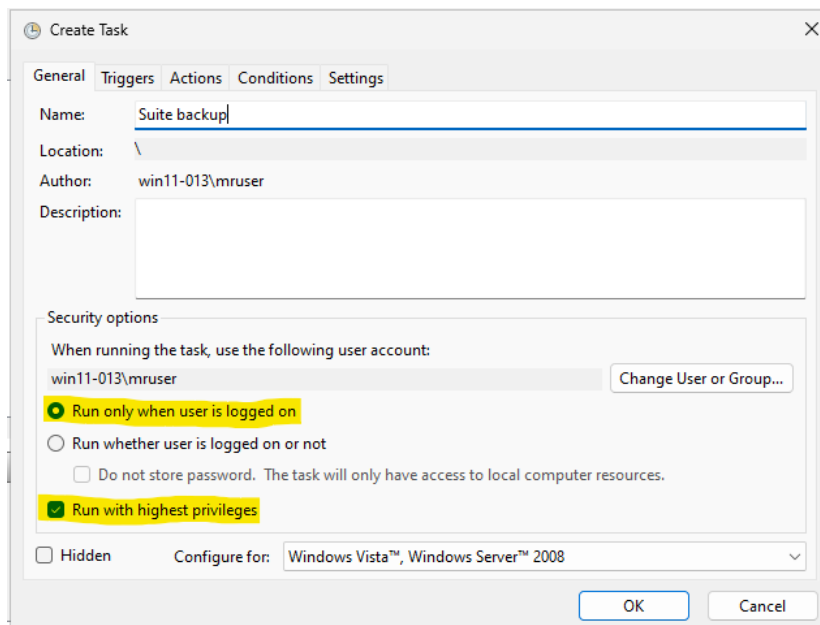 Create Task
General Triggers Actions Conditions Settings
Name: Suite backup
Location: \
Author: win11-013\mruser
Description:
Security options
When running the task, use the following user account:
win11-013\mruser Change User or Group...
Run only when user is logged on
Run whether user is logged on or not
Do not store password. The task will only have access to local computer resources.
Run with highest privileges
Hidden Configure for: Windows Vista™, Windows Server™ 2008
OK Cancel